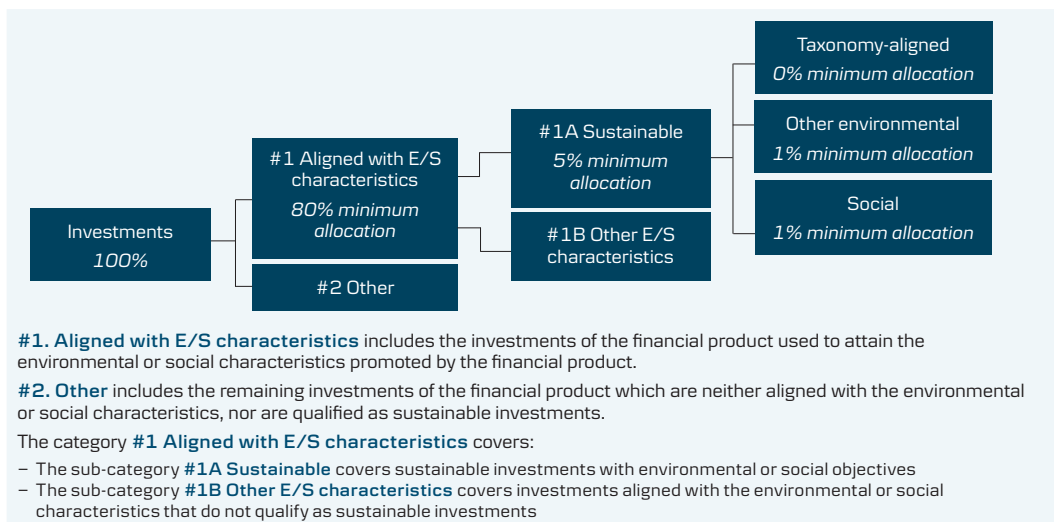 Investments
100%
#1 Aligned with E/S
characteristics
80% minimum
allocation
#2 Other
#1A Sustainable
5% minimum
allocation
#1B Other E/S
characteristics
Taxonomy-aligned
0% minimum allocation
Other environmental
1% minimum allocation
Social
1% minimum allocation
#1. Aligned with E/S characteristics includes the investments of the financial product used to attain the
environmental or social characteristics promoted by the financial product.
#2. Other includes the remaining investments of the financial product which are neither aligned with the environmental
or social characteristics, nor are qualified as sustainable investments.
The category #1 Aligned with E/S characteristics covers:
– The sub-category #1A Sustainable covers sustainable investments with environmental or social objectives
– The sub-category #1B Other E/S characteristics covers investments aligned with the environmental or social
characteristics that do not qualify as sustainable investments